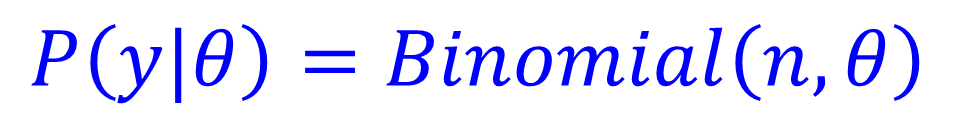 P(y|θ) = Binomial(n, θ)